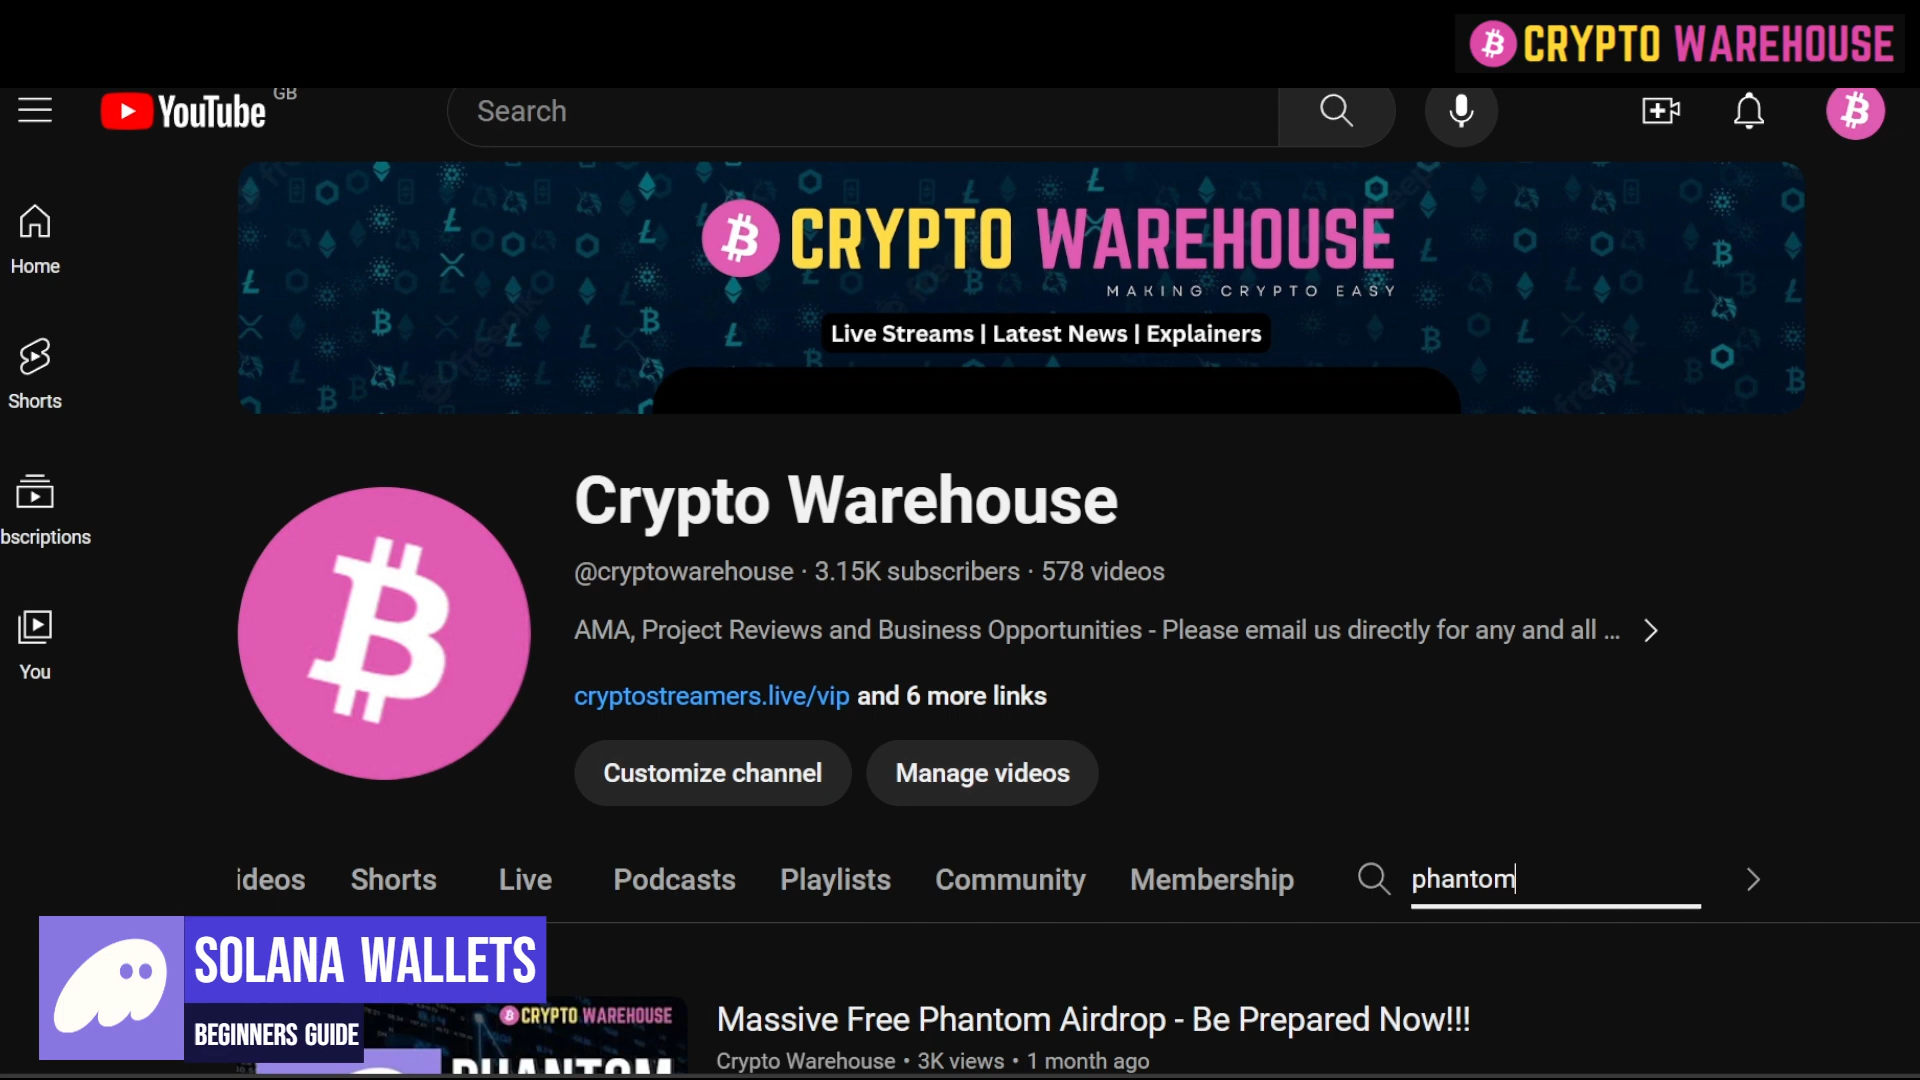 CRYPTO WAREHOUSE
YouTube GB
Search
Home
Shorts
bscriptions
You
CRYPTO WAREHOUSE
MAKING CRYPTO EASY
Live Streams | Latest News | Explainers
Crypto Warehouse
@cryptowarehouse · 3.15K subscribers · 578 videos
AMA, Project Reviews and Business Opportunities - Please email us directly for any and all ...
cryptostreamers.live/vip and 6 more links
Customize channel
Manage videos
ideos Shorts Live Podcasts Playlists Community Membership phantom
SOLANA WALLETS
BEGINNERS GUIDE
CRYPTO WAREHOUSE
PHANTOM
Massive Free Phantom Airdrop - Be Prepared Now!!!
Crypto Warehouse • 3K views • 1 month ago